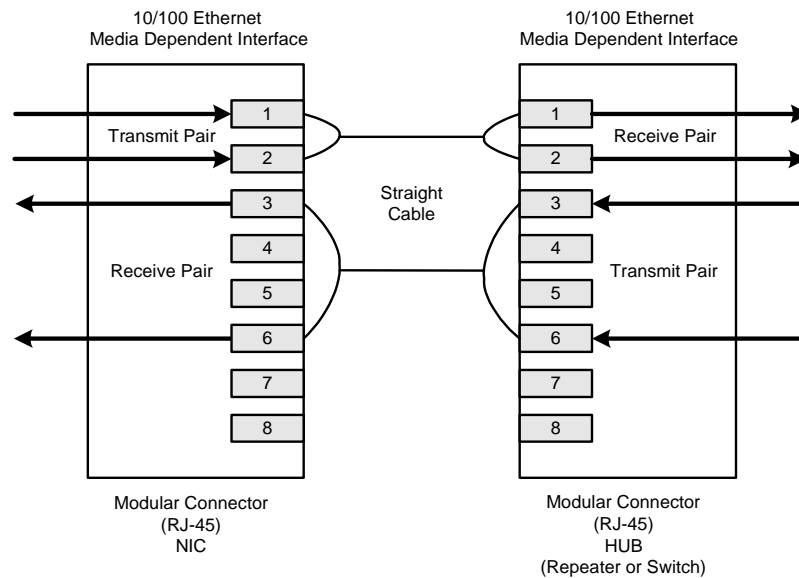 10/100 Ethernet
Media Dependent Interface
10/100 Ethernet
Media Dependent Interface
1
Transmit Pair
2
3
4
Receive Pair
5
6
7
8
Straight
Cable
1
Receive Pair
2
3
4
Transmit Pair
5
6
7
8
Modular Connector
(RJ-45)
NIC
Modular Connector
(RJ-45)
HUB
(Repeater or Switch)